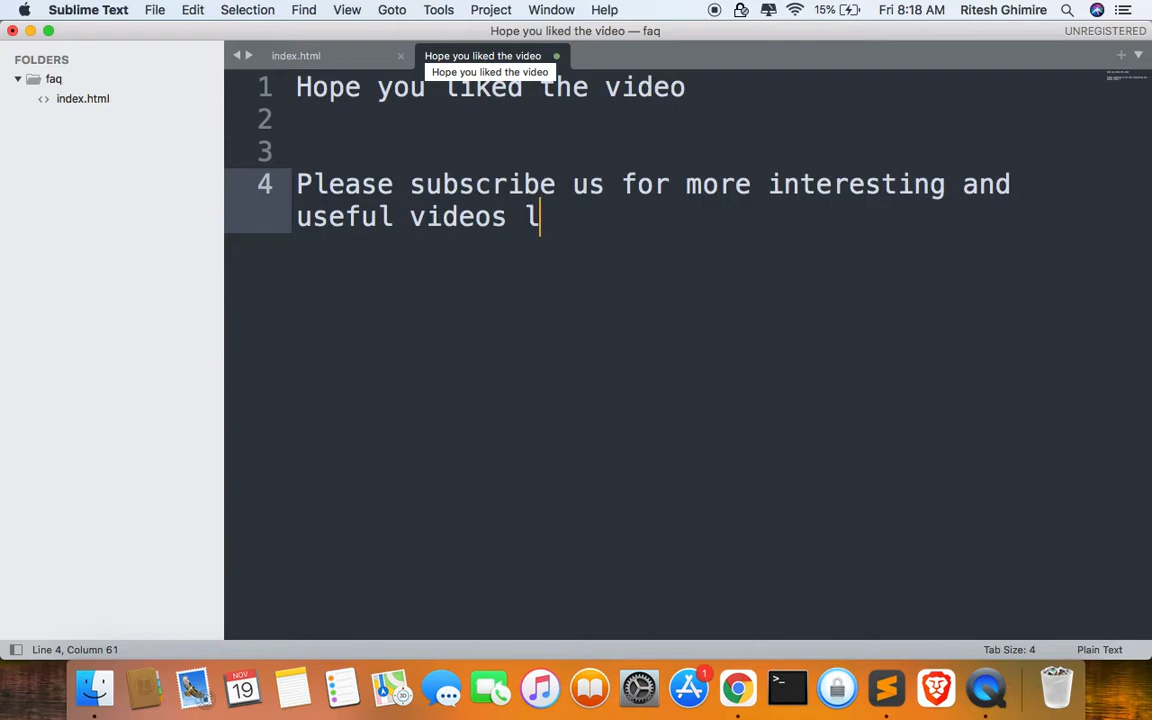 Sublime Text File Edit Selection Find View Goto Tools Project Window Help 15% Fri 8:18 AM Ritesh Ghimire
Hope you liked the video — faq UNREGISTERED
FOLDERS
faq
index.html
index.html Hope you liked the video
Hope you liked the video
1 Hope you liked the video
2
3
4 Please subscribe us for more interesting and
useful videos l
Line 4, Column 61 Tab Size: 4 Plain Text
NOV
19
1